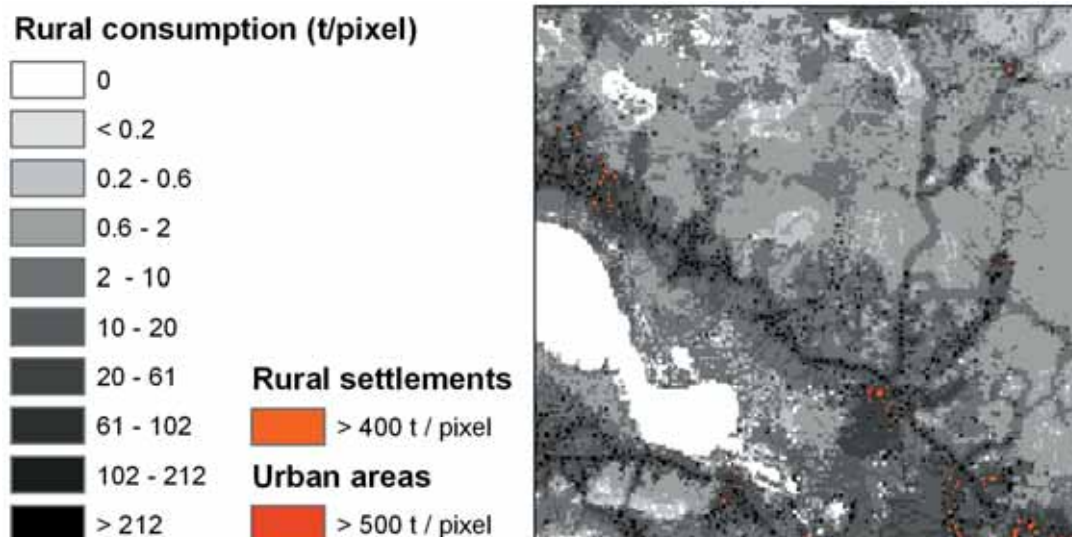 Rural consumption (t/pixel)
0
< 0.2
0.2 - 0.6
0.6 - 2
2 - 10
10 - 20
20 - 61
61 - 102
102 - 212
> 212
Rural settlements
> 400 t / pixel
Urban areas
> 500 t / pixel